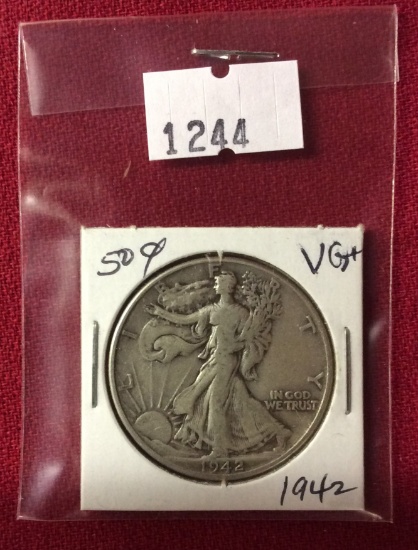 1244
50¢ VG+
LIBERTY
IN GOD
WE TRUST
1942
1942